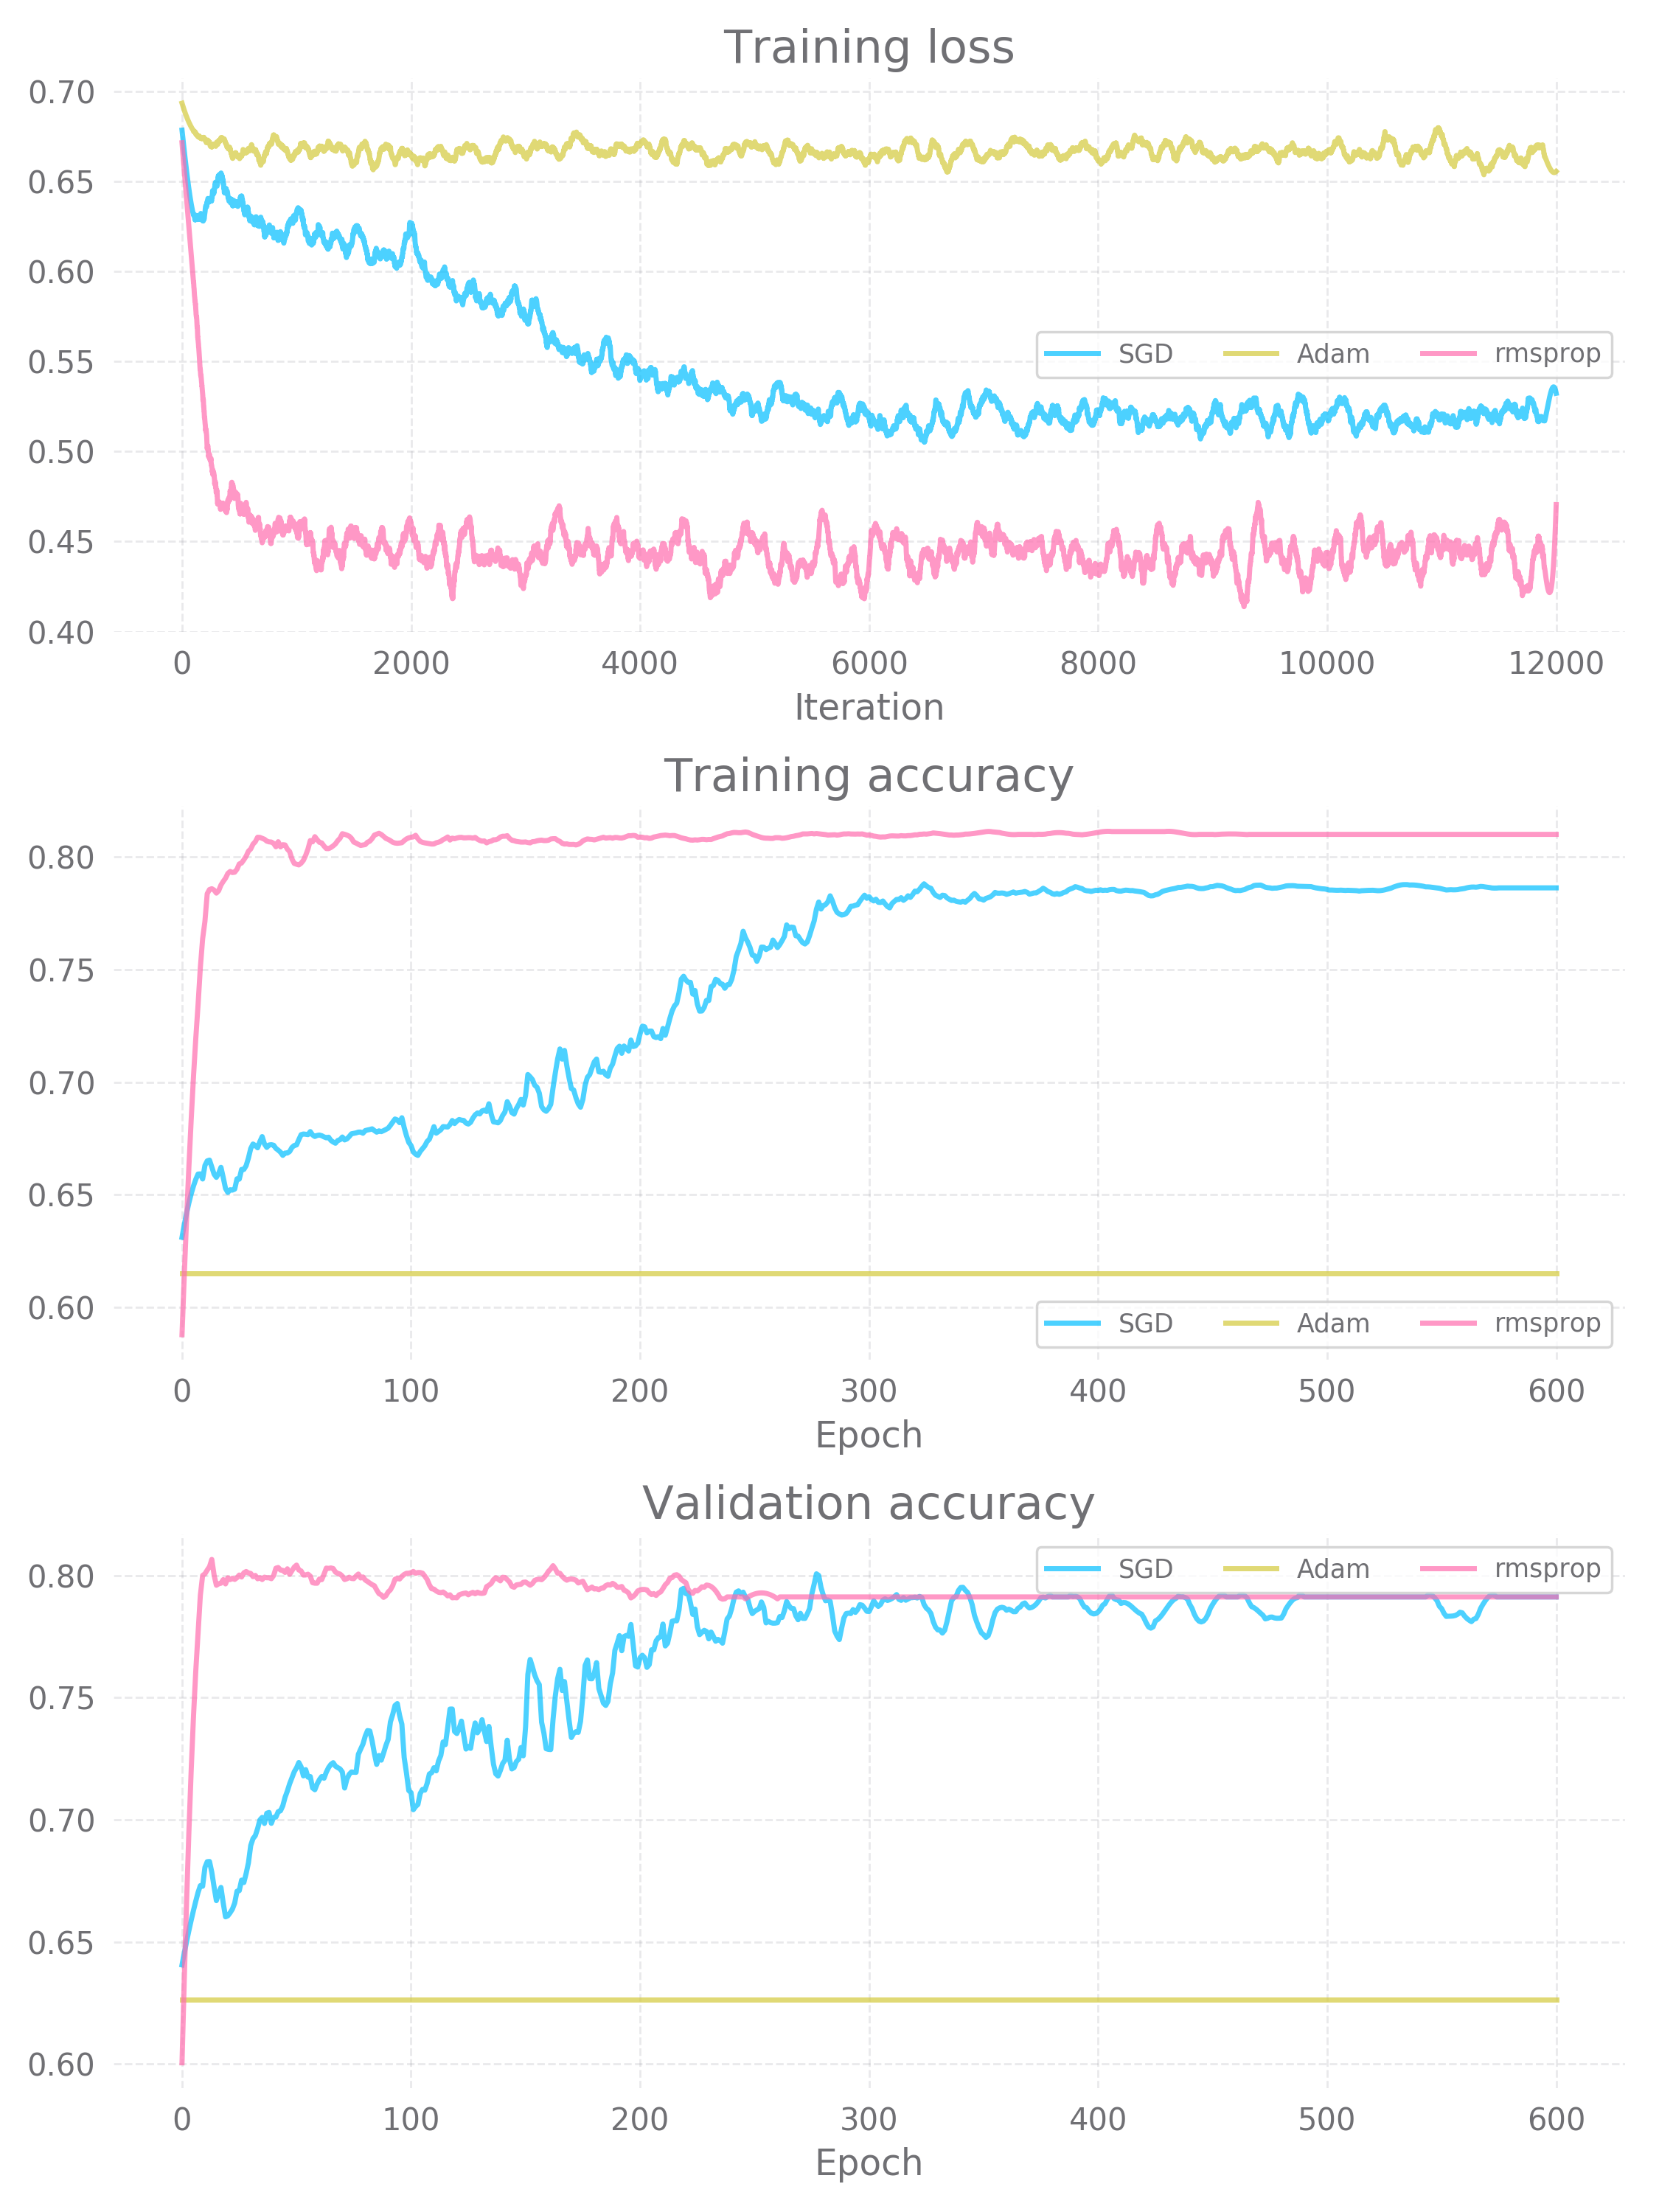 Training loss
0.70
0.65
0.60
0.55
0.50
0.45
0.40
SGD Adam rmsprop
0 2000 4000 6000 8000 10000 12000
Iteration
Training accuracy
0.80
0.75
0.70
0.65
0.60
SGD Adam rmsprop
0 100 200 300 400 500 600
Epoch
Validation accuracy
SGD Adam rmsprop
0.80
0.75
0.70
0.65
0.60
0 100 200 300 400 500 600
Epoch